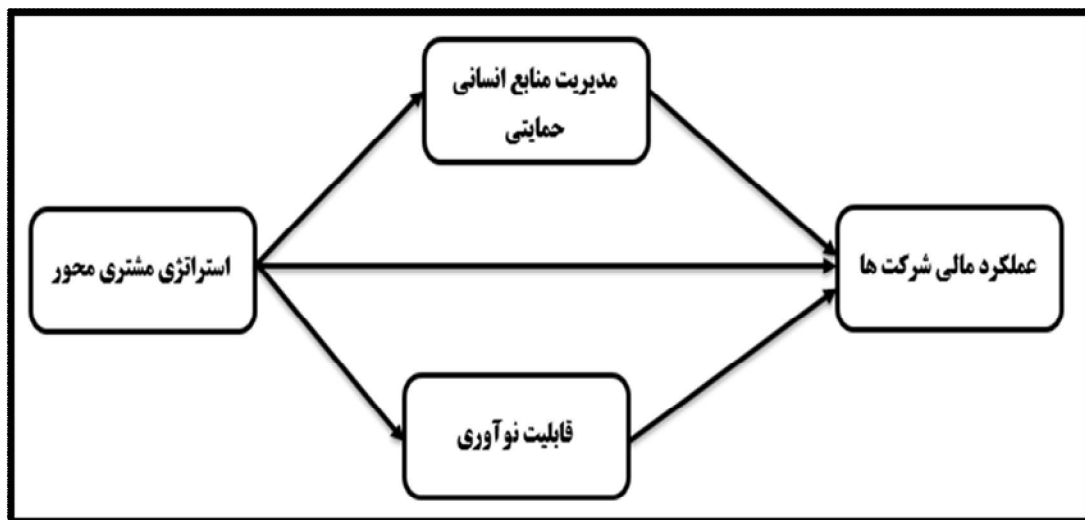 مدیریت منابع انسانی
حمایتی
استراتژی مشتری محور
عملکرد مالی شرکت ها
قابلیت نوآوری